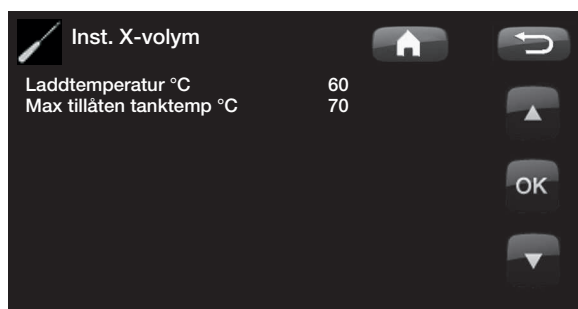 Inst. X-volym
Laddtemperatur °C 60
Max tillåten tanktemp °C 70
OK